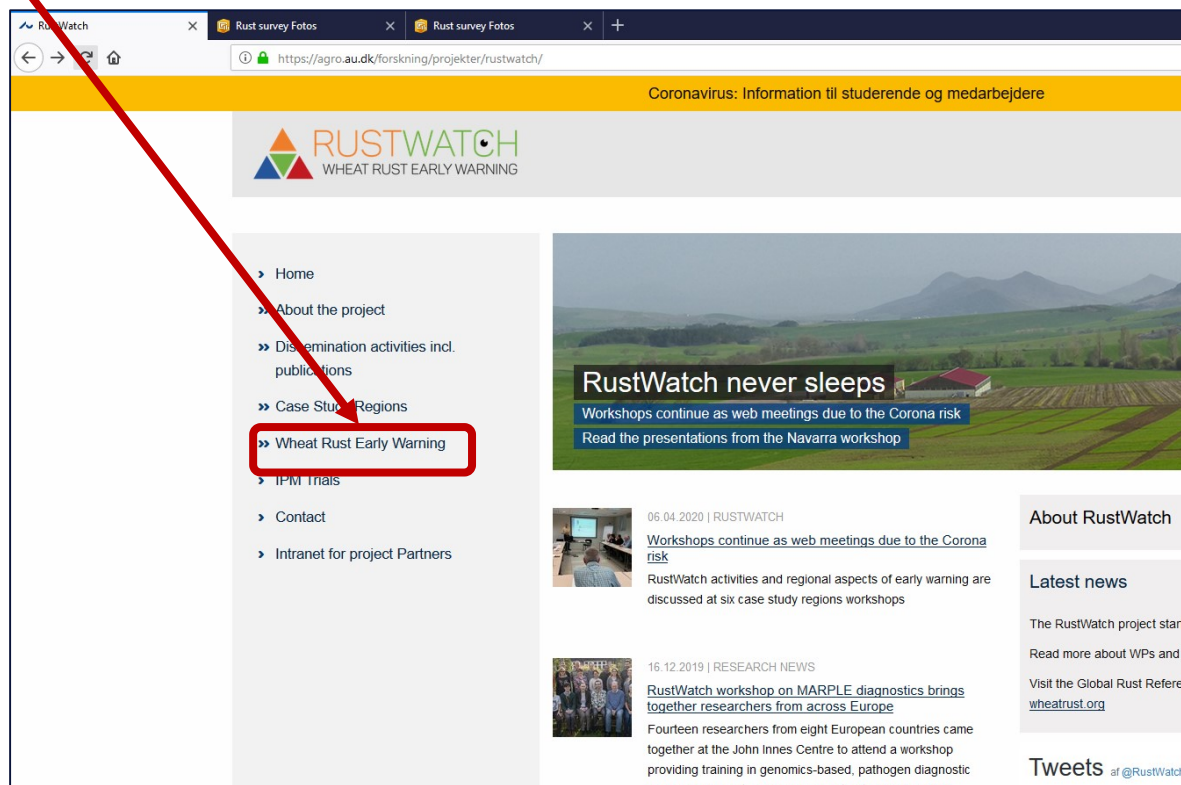 RustWatch
Rust survey Fotos
Rust survey Fotos
https://agro.au.dk/forskning/projekter/rustwatch/
Coronavirus: Information til studerende og medarbejdere
RUSTWATCH
WHEAT RUST EARLY WARNING
Home
About the project
Dissemination activities incl.
publications
Case Study Regions
Wheat Rust Early Warning
IPM Trials
Contact
Intranet for project Partners
RustWatch never sleeps
Workshops continue as web meetings due to the Corona risk
Read the presentations from the Navarra workshop
06.04.2020 | RUSTWATCH
Workshops continue as web meetings due to the Corona
risk
RustWatch activities and regional aspects of early warning are
discussed at six case study regions workshops
16.12.2019 | RESEARCH NEWS
RustWatch workshop on MARPLE diagnostics brings
together researchers from across Europe
Fourteen researchers from eight European countries came
together at the John Innes Centre to attend a workshop
providing training in genomics-based, pathogen diagnostic
About RustWatch
Latest news
The RustWatch project star
Read more about WPs and
Visit the Global Rust Refere
wheatrust.org
Tweets af @RustWatch